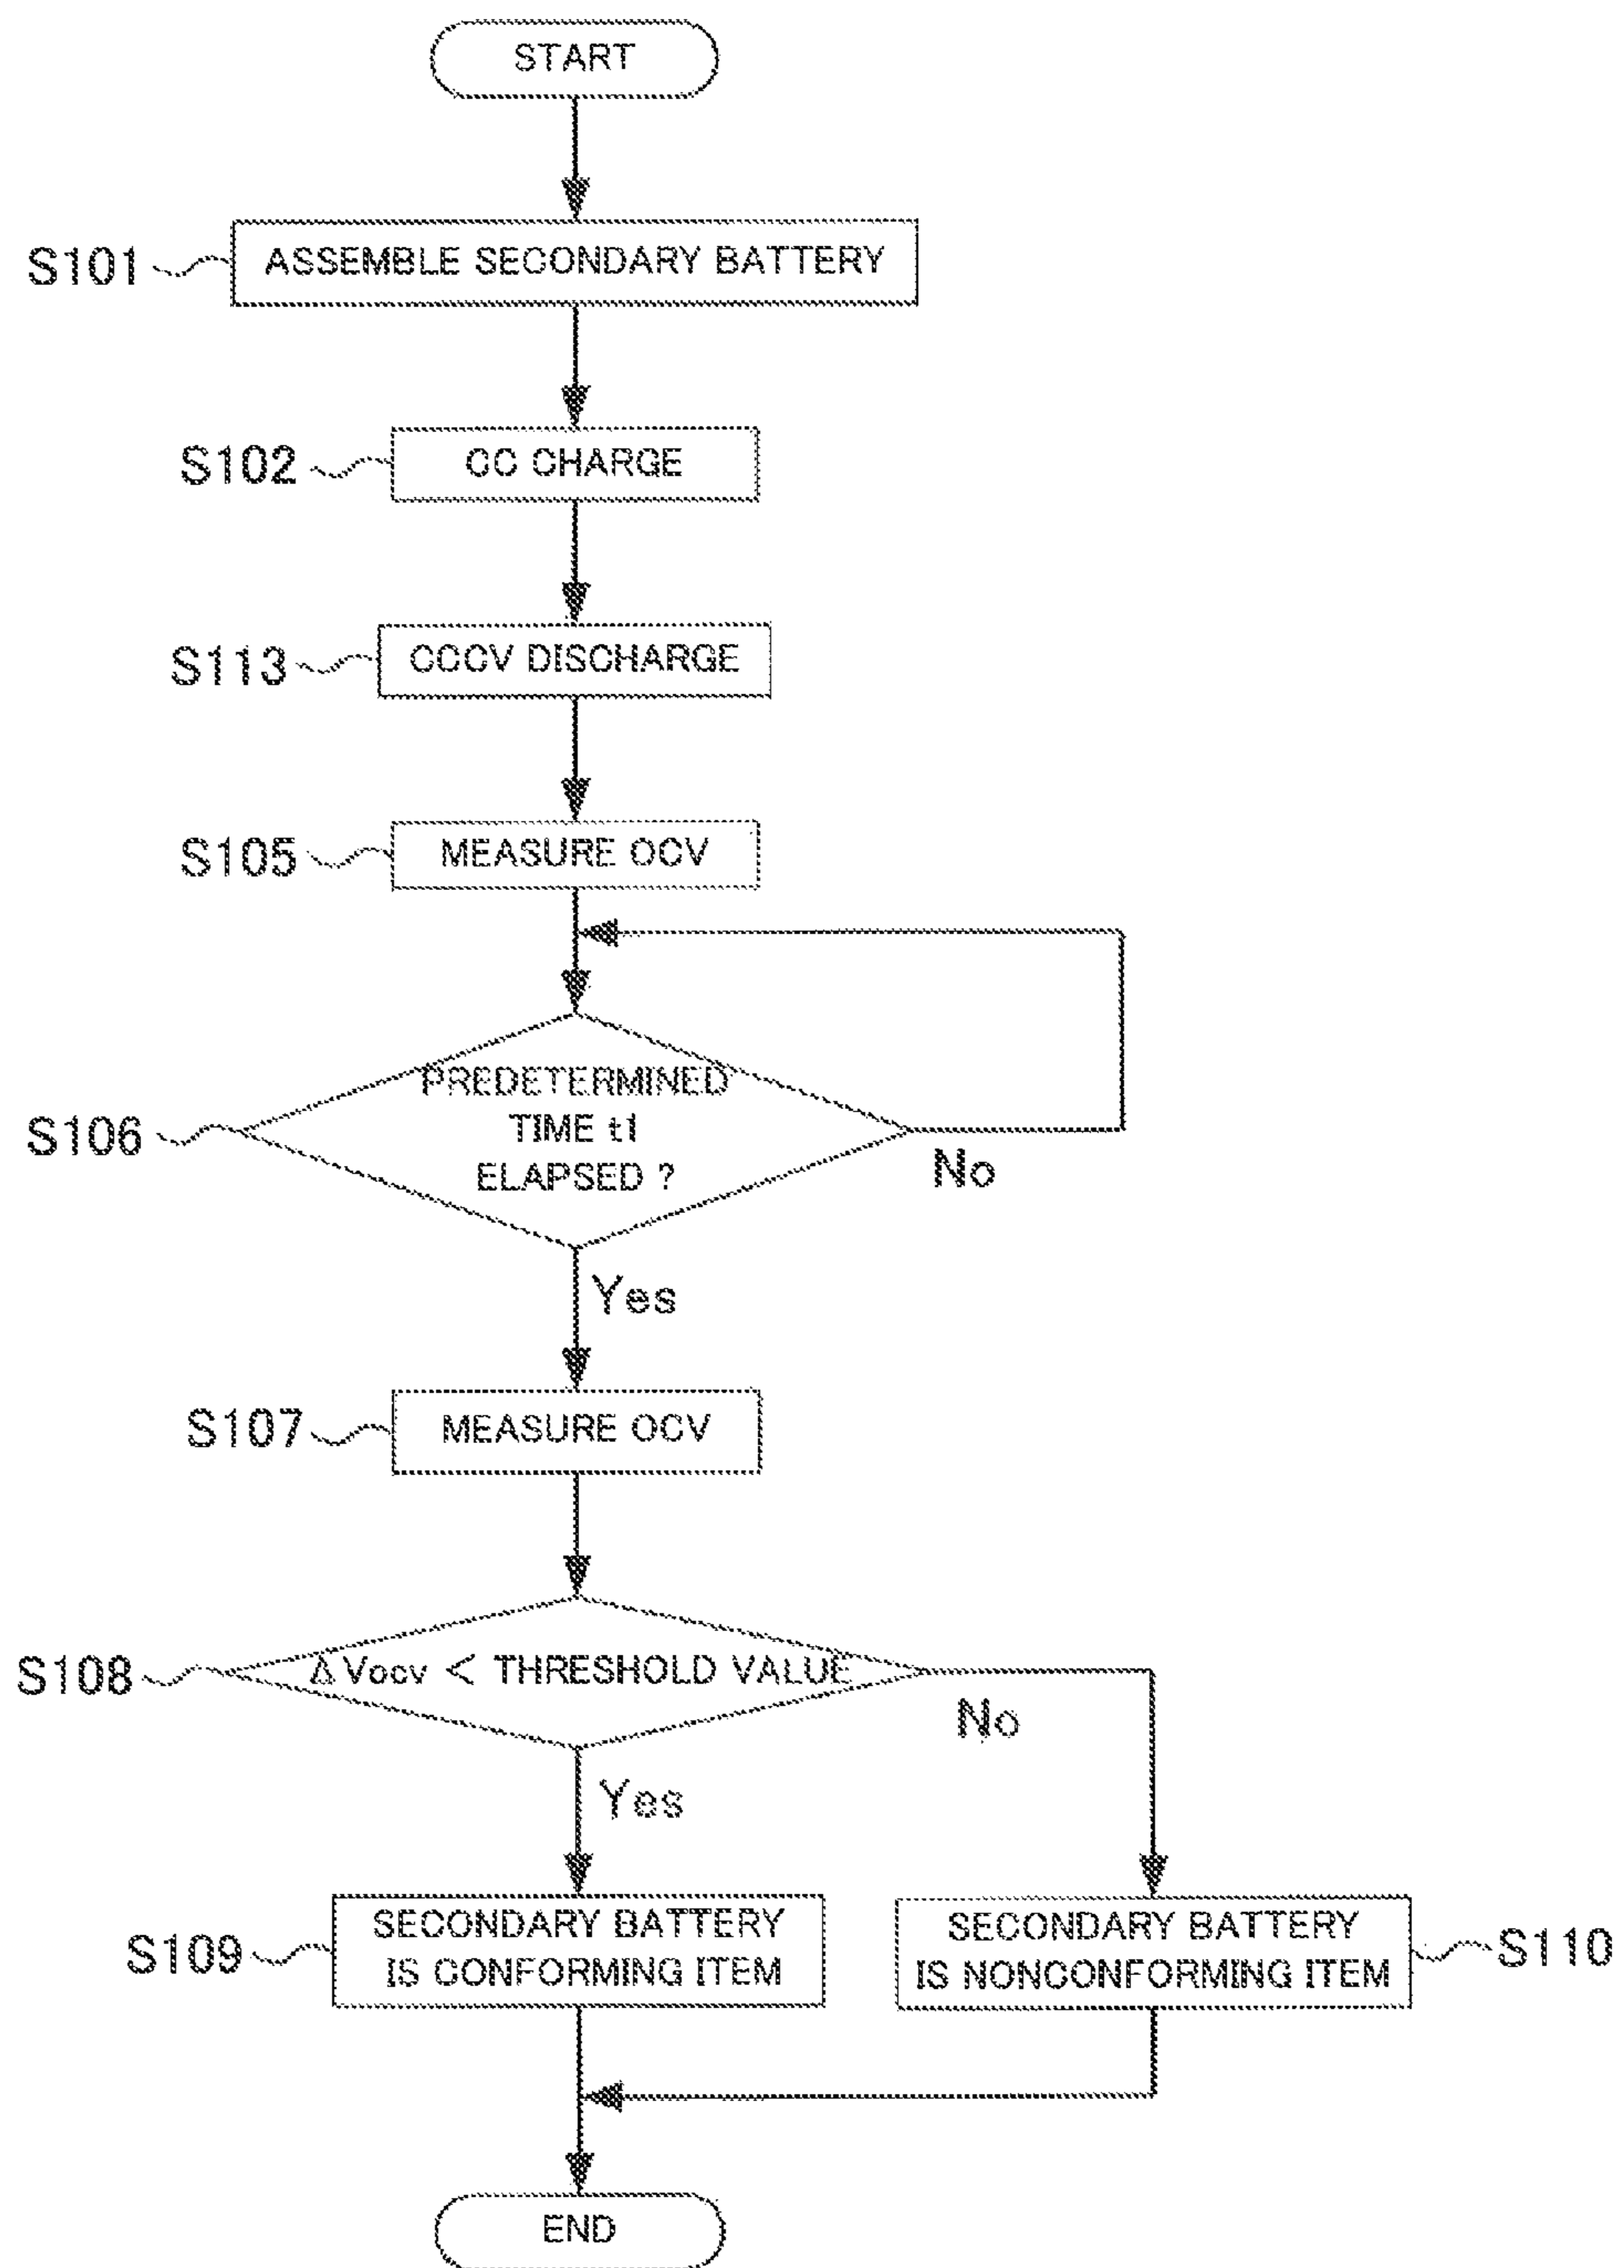 START
S101
ASSEMBLE SECONDARY BATTERY
S102
CC CHARGE
S113
CCCV DISCHARGE
S105
MEASURE OCV
S106
PREDETERMINED
TIME t1
ELAPSED ?
No
Yes
S107
MEASURE OCV
S108
Δ Vocv < THRESHOLD VALUE
No
Yes
S109
SECONDARY BATTERY
IS CONFORMING ITEM
SECONDARY BATTERY
IS NONCONFORMING ITEM
S110
END